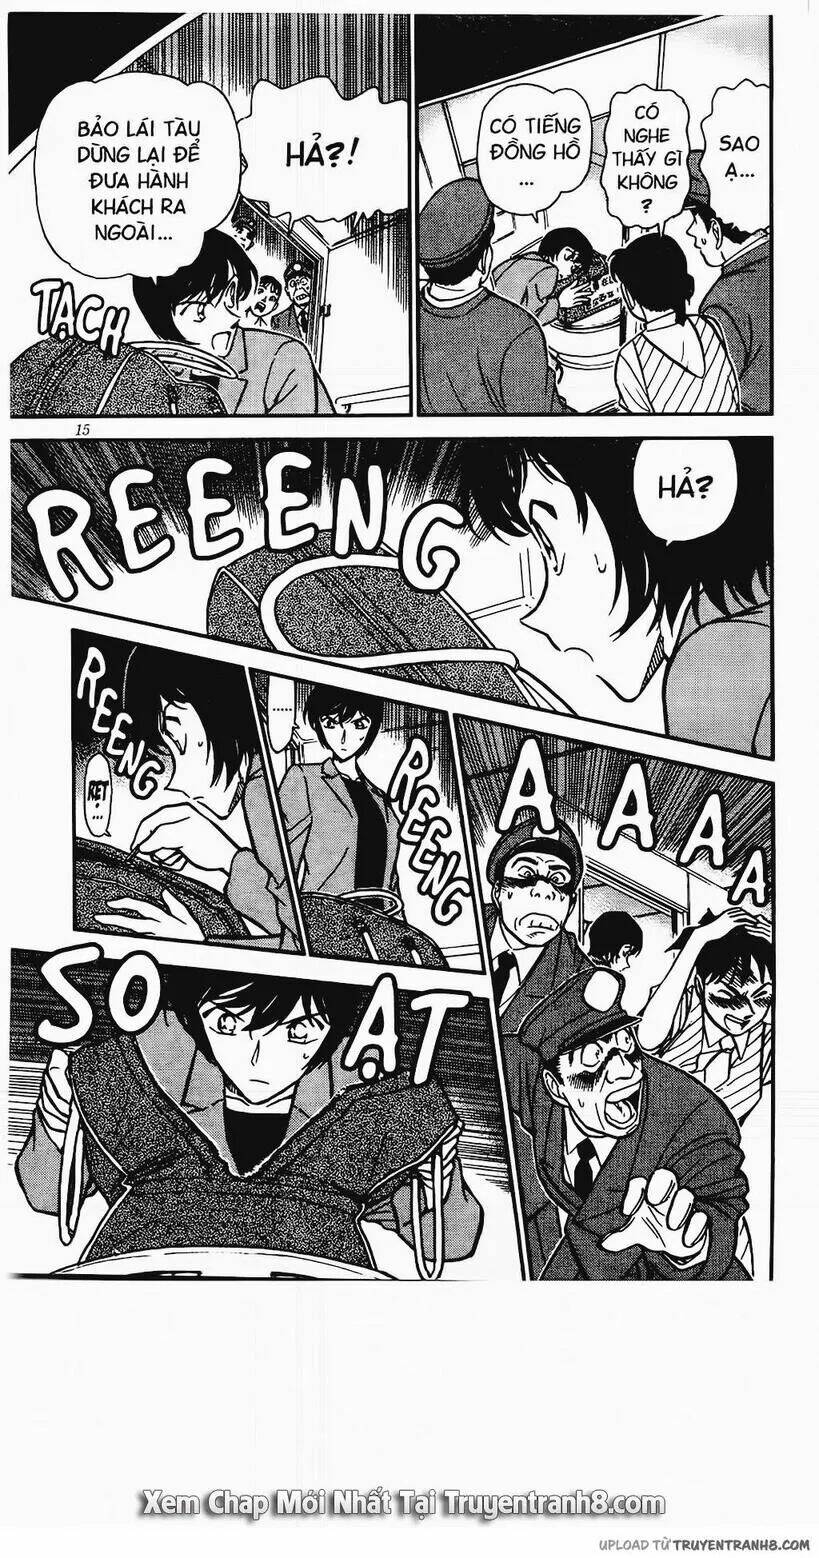 SAO
Ạ...
CÓ
NGHE
THẤY GÌ
KHÔNG
?
CÓ TIẾNG
ĐỒNG HỒ
...
HẢ?!
BẢO LÁI TÀU
DỪNG LẠI ĐỂ
ĐƯA HÀNH
KHÁCH RA
NGOÀI...
TẠCH
15
HẢ?
REEENG
A A A A A
REENG
......
REENG
RẸT
...
SOẠT
Xem Chap Mới Nhất Tại Truyentranh8.com
UPLOAD TỪ TRUYENTRANH8.COM